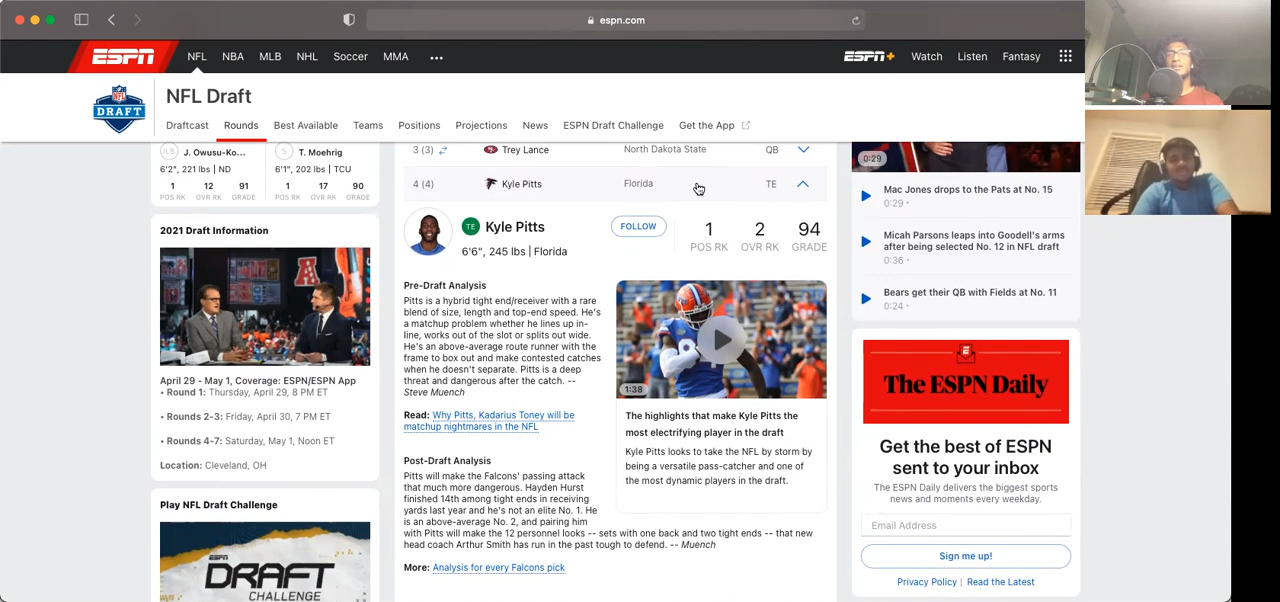 espn.com
ESPN
NFL NBA MLB NHL Soccer MMA
ESPN+ Watch Listen Fantasy
NFL
DRAFT
NFL Draft
Draftcast Rounds Best Available Teams Positions Projections News ESPN Draft Challenge Get the App
ILB J. Owusu-Ko...
6'2", 221 lbs | ND
1 12 91
POS RK OVR RK GRADE
S T. Moehrig
6'1", 202 lbs | TCU
1 17 90
POS RK OVR RK GRADE
2021 Draft Information
April 29 - May 1, Coverage: ESPN/ESPN App
• Round 1: Thursday, April 29, 8 PM ET
• Rounds 2-3: Friday, April 30, 7 PM ET
• Rounds 4-7: Saturday, May 1, Noon ET
Location: Cleveland, OH
Play NFL Draft Challenge
ESPN
DRAFT
CHALLENGE
3 (3) Trey Lance North Dakota State QB
4 (4) Kyle Pitts Florida TE
TE Kyle Pitts
6'6", 245 lbs | Florida
FOLLOW
1 2 94
POS RK OVR RK GRADE
Pre-Draft Analysis
Pitts is a hybrid tight end/receiver with a rare
blend of size, length and top-end speed. He's
a matchup problem whether he lines up in-
line, works out of the slot or splits out wide.
He's an above-average route runner with the
frame to box out and make contested catches
when he doesn't separate. Pitts is a deep
threat and dangerous after the catch. --
Steve Muench
Read: Why Pitts, Kadarius Toney will be
matchup nightmares in the NFL
1:38
The highlights that make Kyle Pitts the
most electrifying player in the draft
Kyle Pitts looks to take the NFL by storm by
being a versatile pass-catcher and one of
the most dynamic players in the draft.
Post-Draft Analysis
Pitts will make the Falcons' passing attack
that much more dangerous. Hayden Hurst
finished 14th among tight ends in receiving
yards last year and he's not an elite No. 1. He
is an above-average No. 2, and pairing him
with Pitts will make the 12 personnel looks -- sets with one back and two tight ends -- that new
head coach Arthur Smith has run in the past tough to defend. -- Muench
More: Analysis for every Falcons pick
0:29
Mac Jones drops to the Pats at No. 15
0:29 •
Micah Parsons leaps into Goodell's arms
after being selected No. 12 in NFL draft
0:36 •
Bears get their QB with Fields at No. 11
0:24 •
The ESPN Daily
Get the best of ESPN
sent to your inbox
The ESPN Daily delivers the biggest sports
news and moments every weekday.
Email Address
Sign me up!
Privacy Policy | Read the Latest